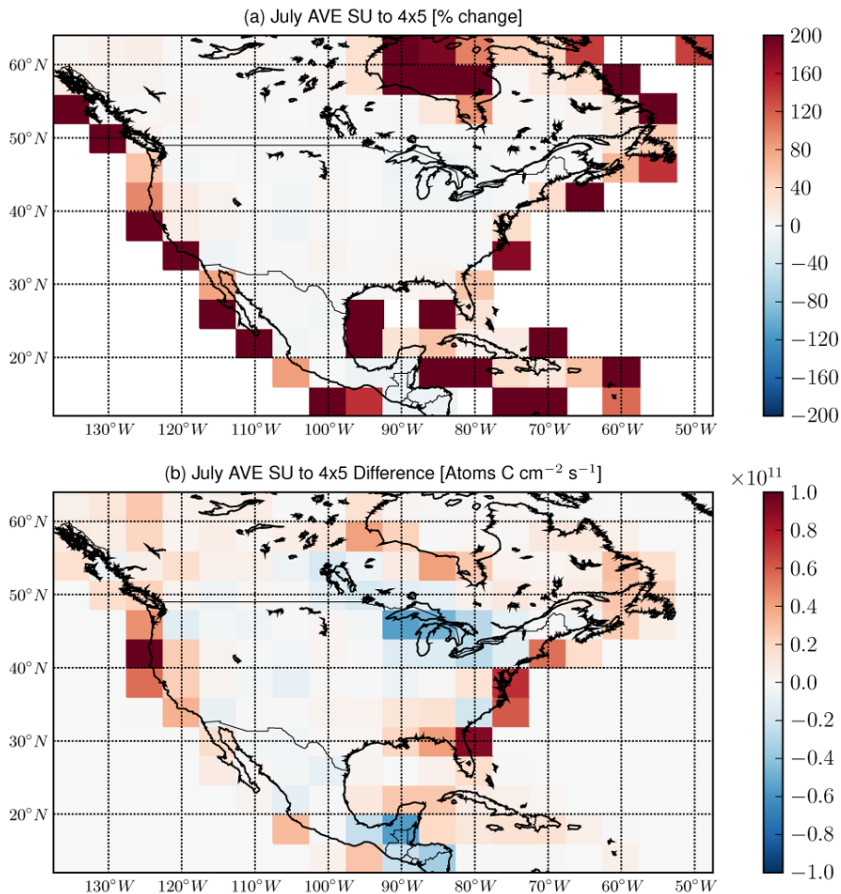 (a) July AVE SU to 4x5 [% change]
60°N
50°N
40°N
30°N
20°N
130°W 120°W 110°W 100°W 90°W 80°W 70°W 60°W 50°W
200
160
120
80
40
0
−40
−80
−120
−160
−200
(b) July AVE SU to 4x5 Difference [Atoms C cm⁻² s⁻¹]
×10¹¹
60°N
50°N
40°N
30°N
20°N
130°W 120°W 110°W 100°W 90°W 80°W 70°W 60°W 50°W
1.0
0.8
0.6
0.4
0.2
0.0
−0.2
−0.4
−0.6
−0.8
−1.0